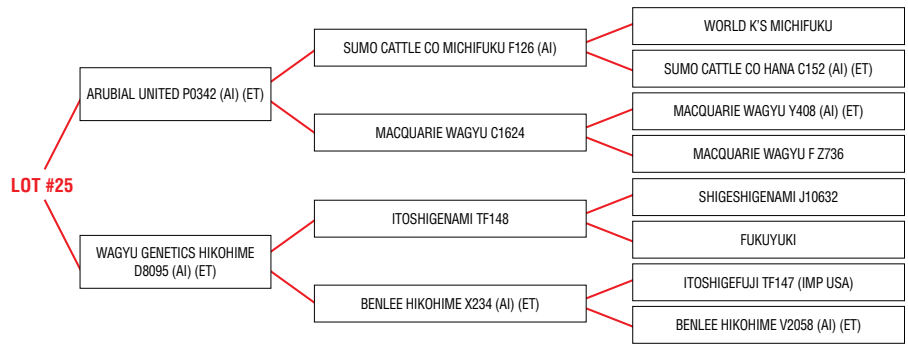 WORLD K'S MICHIFUKU
SUMO CATTLE CO MICHIFUKU F126 (AI)
SUMO CATTLE CO HANA C152 (AI) (ET)
ARUBIAL UNITED P0342 (AI) (ET)
MACQUARIE WAGYU Y408 (AI) (ET)
MACQUARIE WAGYU C1624
MACQUARIE WAGYU F Z736
LOT #25
SHIGESHIGENAMI J10632
ITOSHIGENAMI TF148
FUKUYUKI
WAGYU GENETICS HIKOHIME
D8095 (AI) (ET)
ITOSHIGEFUJI TF147 (IMP USA)
BENLEE HIKOHIME X234 (AI) (ET)
BENLEE HIKOHIME V2058 (AI) (ET)